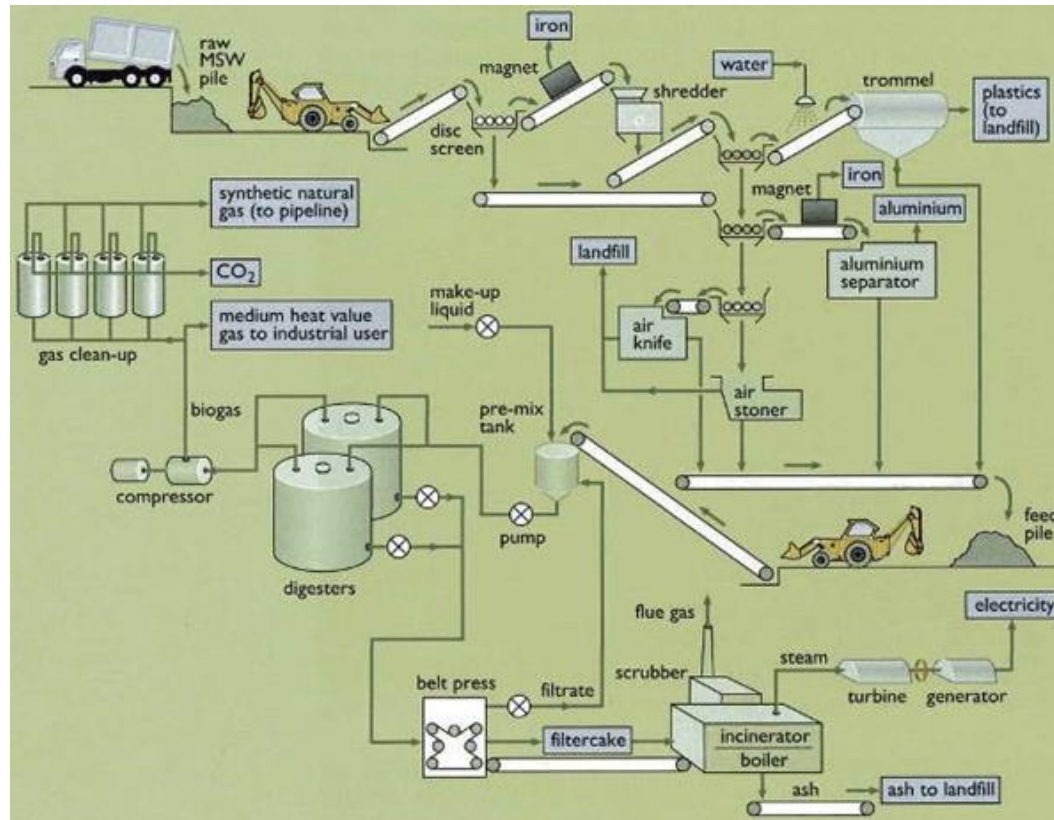 raw
MSW
pile
iron
magnet
shredder
disc
screen
water
trommel
plastics
(to
landfill)
magnet
iron
aluminium
aluminium
separator
synthetic natural
gas (to pipeline)
CO₂
medium heat value
gas to industrial user
gas clean-up
landfill
make-up
liquid
air
knife
air
stoner
biogas
pre-mix
tank
compressor
pump
digesters
feed
pile
flue gas
electricity
scrubber
steam
turbine
generator
belt press
filtrate
filtercake
incinerator
boiler
ash
ash to landfill